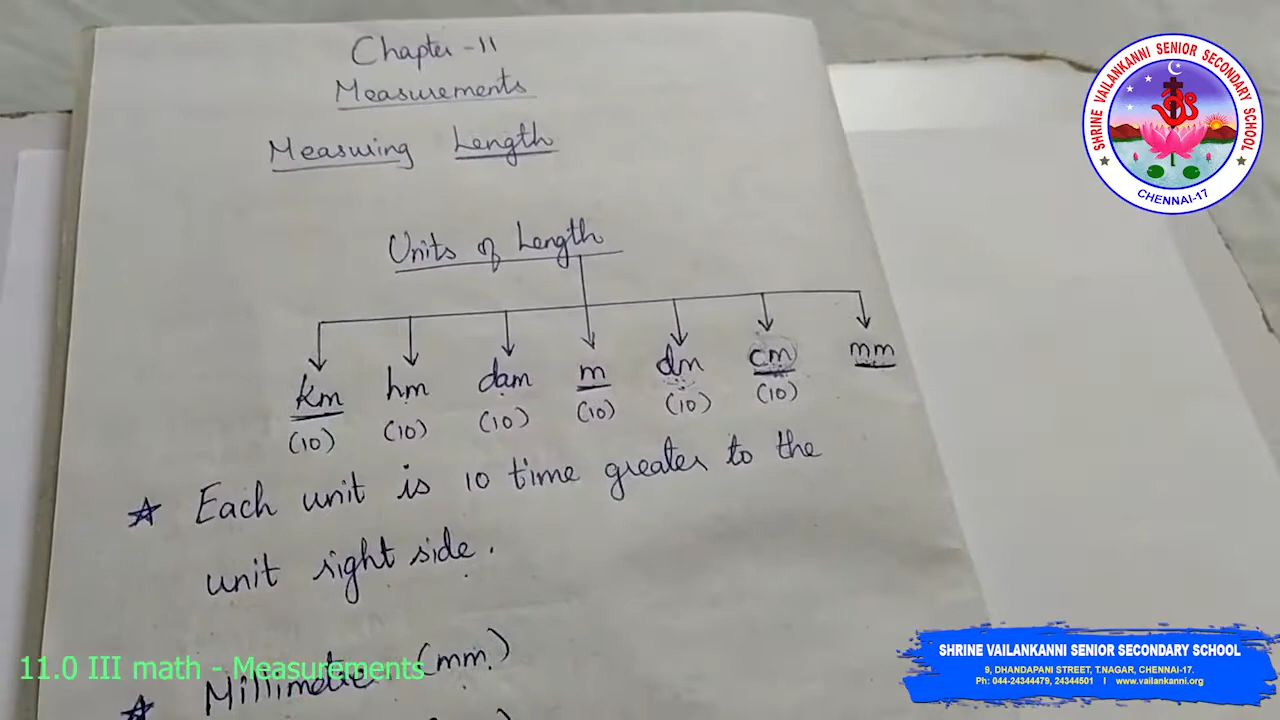 Chapter - 11
Measurements
Measuring Length
Units of Length
km hm dam m dm cm mm
(10) (10) (10) (10) (10) (10)
Each unit is 10 time greater to the
unit right side.
Millimetre (mm)
11.0 III math - Measurements
SHRINE VAILANKANNI SENIOR SECONDARY SCHOOL
CHENNAI-17
SHRINE VAILANKANNI SENIOR SECONDARY SCHOOL
9, DHANDAPANI STREET, T.NAGAR, CHENNAI-17.
Ph: 044-24344479, 24344501 I www.vailankanni.org